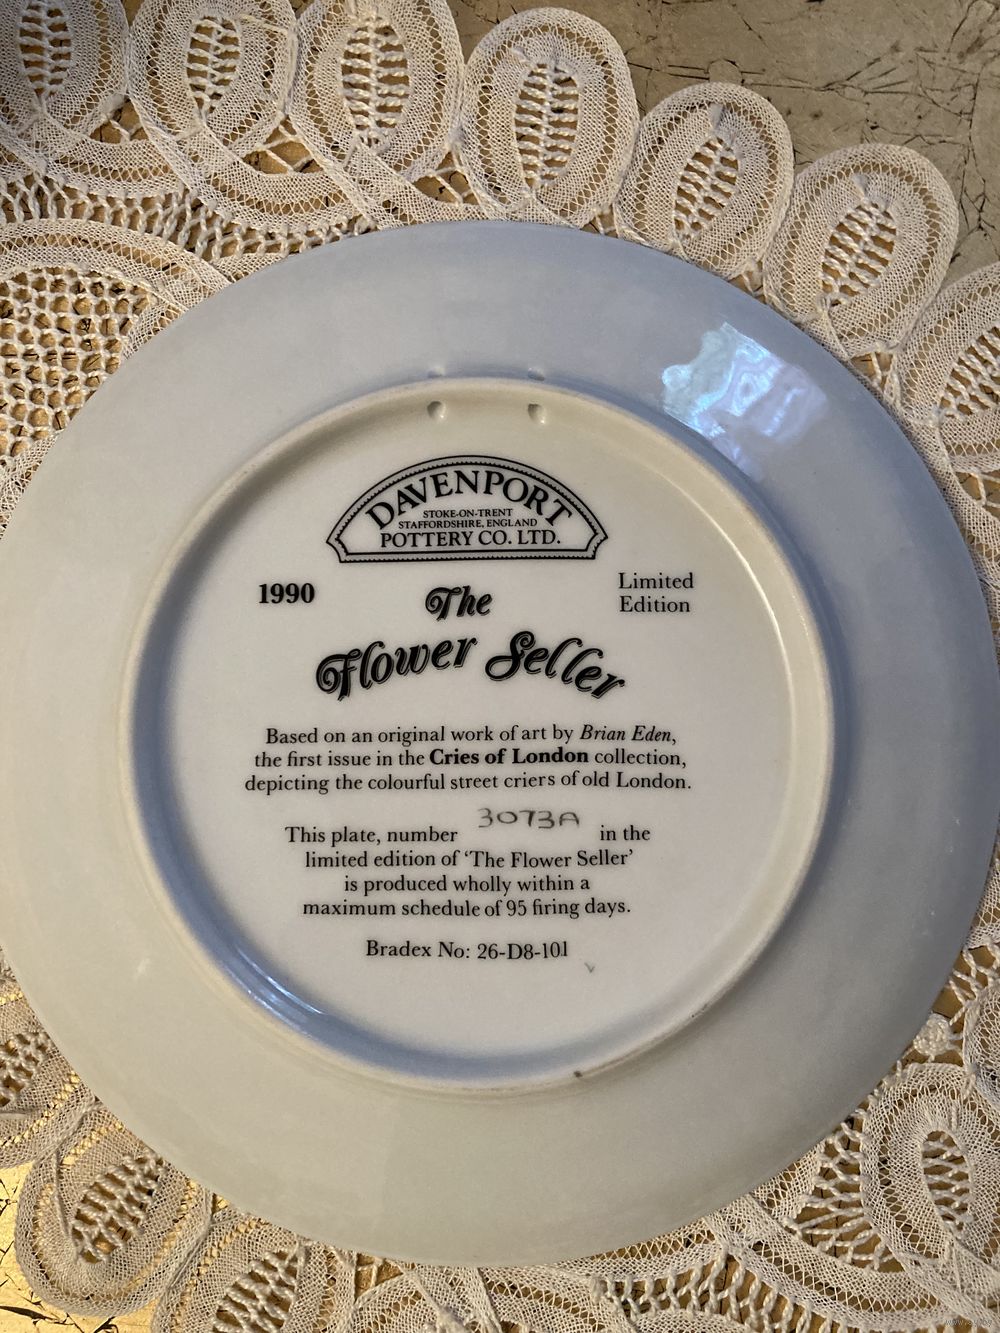 DAVENPORT
STOKE-ON-TRENT
STAFFORDSHIRE, ENGLAND
POTTERY CO. LTD.
1990
Limited
Edition
The
Flower Seller
Based on an original work of art by Brian Eden,
the first issue in the Cries of London collection,
depicting the colourful street criers of old London.
This plate, number 3073A in the
limited edition of ‘The Flower Seller’
is produced wholly within a
maximum schedule of 95 firing days.
Bradex No: 26-D8-101